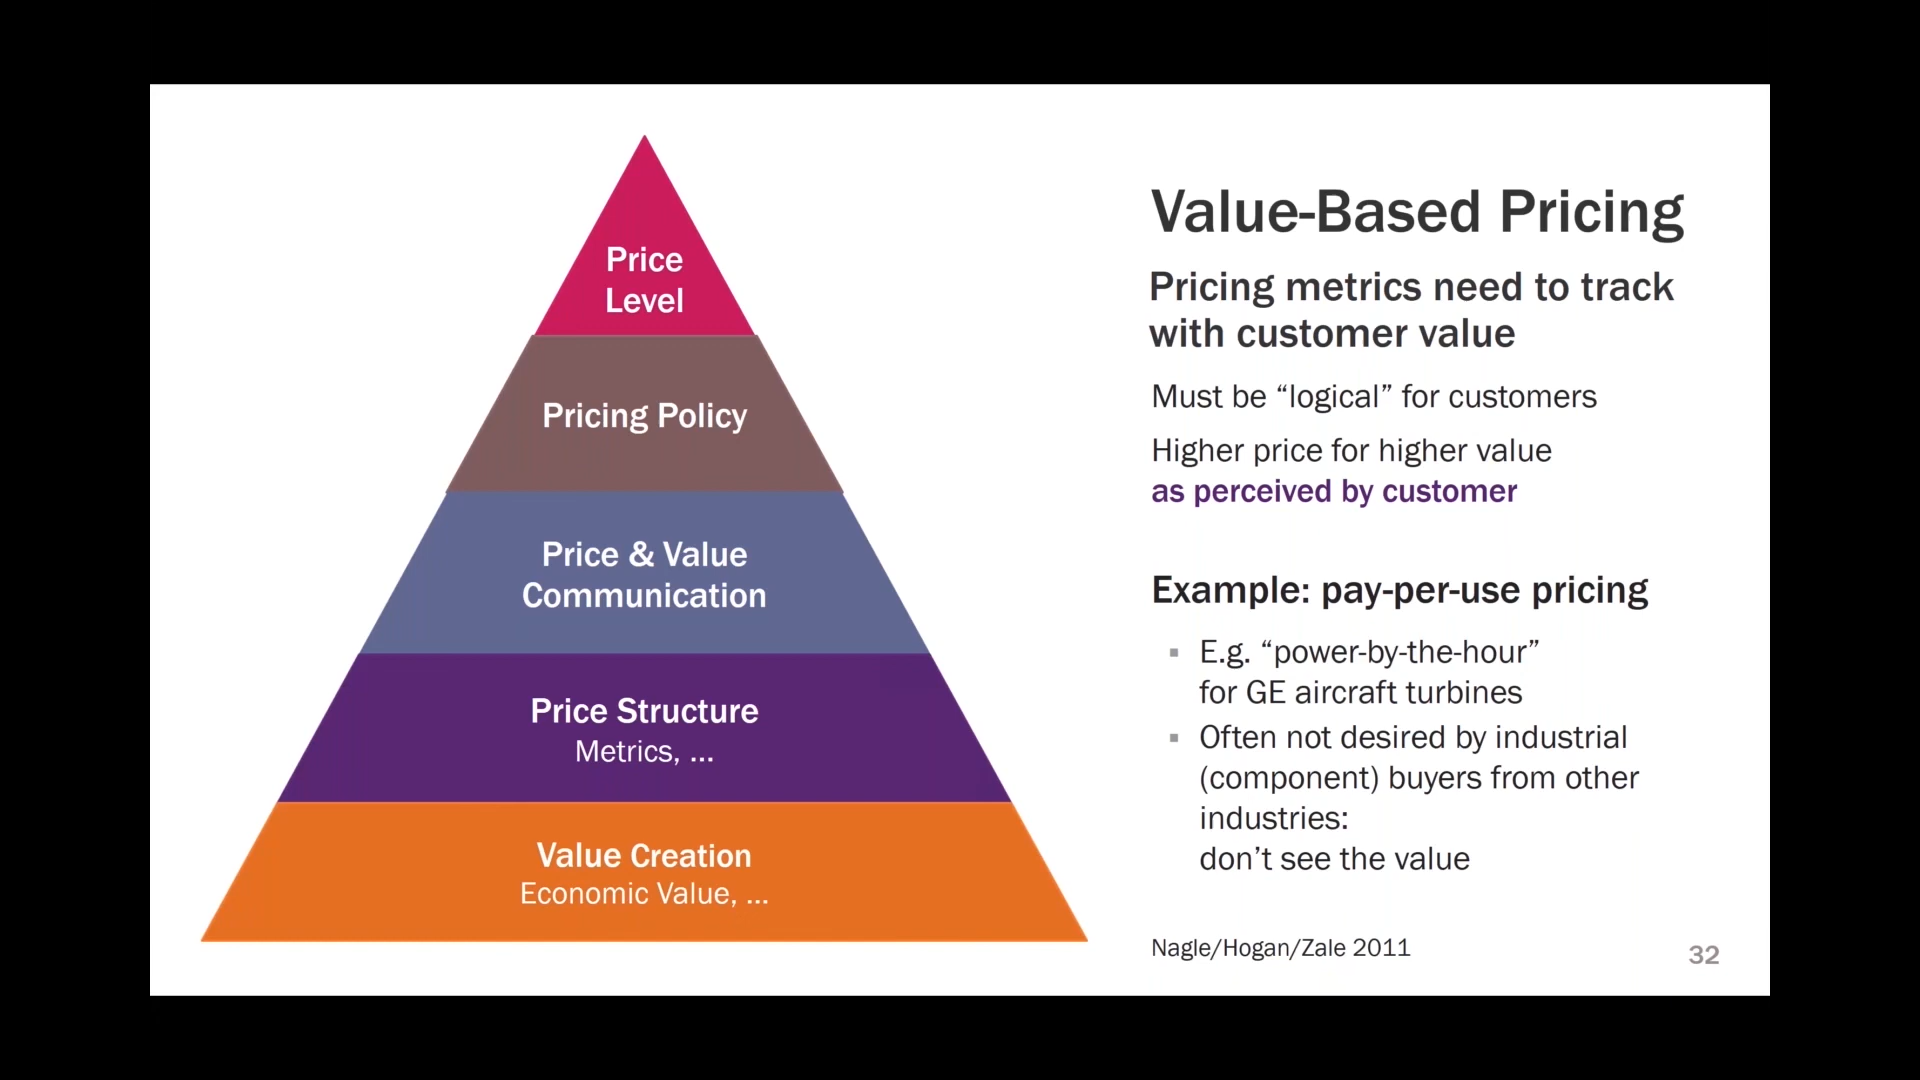 Price
Level
Pricing Policy
Price & Value
Communication
Price Structure
Metrics, ...
Value Creation
Economic Value, ...
Value-Based Pricing
Pricing metrics need to track
with customer value
Must be “logical” for customers
Higher price for higher value
as perceived by customer
Example: pay-per-use pricing
▪ E.g. “power-by-the-hour”
for GE aircraft turbines
▪ Often not desired by industrial
(component) buyers from other
industries:
don’t see the value
Nagle/Hogan/Zale 2011
32